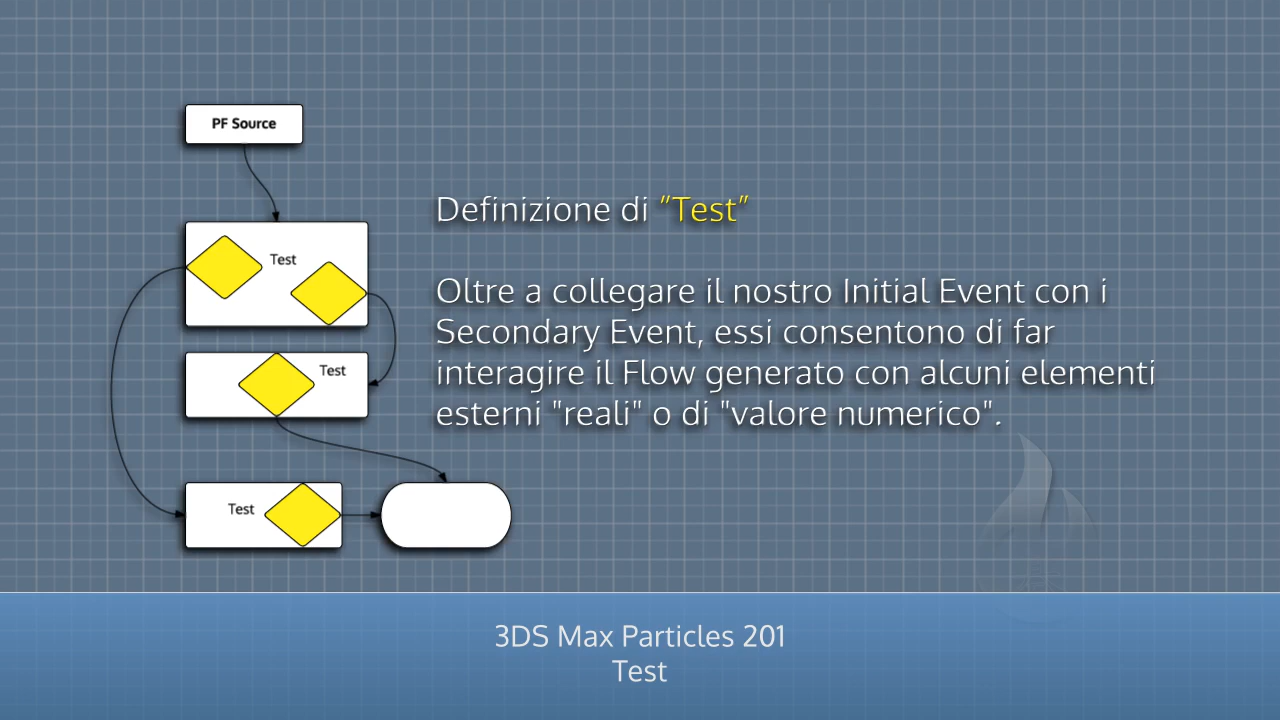 PF Source
Test
Test
Test
Definizione di "Test"
Oltre a collegare il nostro Initial Event con i
Secondary Event, essi consentono di far
interagire il Flow generato con alcuni elementi
esterni "reali" o di "valore numerico".
3DS Max Particles 201
Test